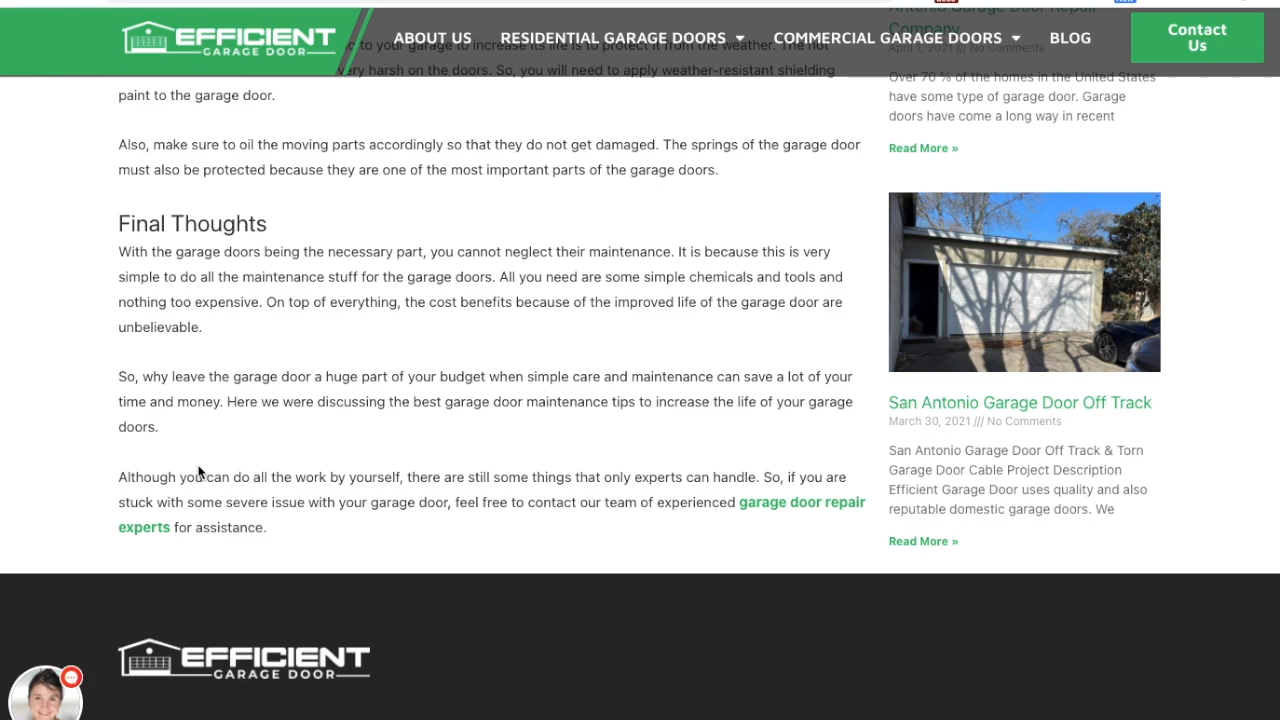 EFFICIENT
GARAGE DOOR
ABOUT US
RESIDENTIAL GARAGE DOORS
COMMERCIAL GARAGE DOORS
BLOG
Contact
Us
to your garage to increase its life is to protect it from the weather. The hot
very harsh on the doors. So, you will need to apply weather-resistant shielding
paint to the garage door.
Also, make sure to oil the moving parts accordingly so that they do not get damaged. The springs of the garage door
must also be protected because they are one of the most important parts of the garage doors.
Final Thoughts
With the garage doors being the necessary part, you cannot neglect their maintenance. It is because this is very
simple to do all the maintenance stuff for the garage doors. All you need are some simple chemicals and tools and
nothing too expensive. On top of everything, the cost benefits because of the improved life of the garage door are
unbelievable.
So, why leave the garage door a huge part of your budget when simple care and maintenance can save a lot of your
time and money. Here we were discussing the best garage door maintenance tips to increase the life of your garage
doors.
Although you can do all the work by yourself, there are still some things that only experts can handle. So, if you are
stuck with some severe issue with your garage door, feel free to contact our team of experienced garage door repair
experts for assistance.
Antonio Garage Door Repair
Company
April 1, 2021 /// No Comments
Over 70 % of the homes in the United States
have some type of garage door. Garage
doors have come a long way in recent
Read More »
San Antonio Garage Door Off Track
March 30, 2021 /// No Comments
San Antonio Garage Door Off Track & Torn
Garage Door Cable Project Description
Efficient Garage Door uses quality and also
reputable domestic garage doors. We
Read More »
EFFICIENT
GARAGE DOOR